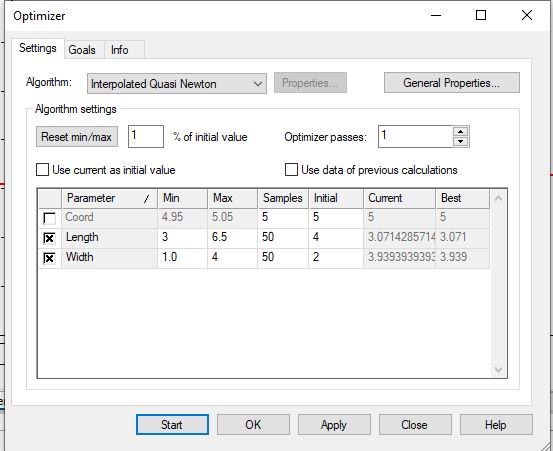 Optimizer
Settings Goals Info
Algorithm: Interpolated Quasi Newton Properties... General Properties...
Algorithm settings
Reset min/max 1 % of initial value Optimizer passes: 1
Use current as initial value Use data of previous calculations
Parameter / Min Max Samples Initial Current Best
Coord 4.95 5.05 5 5 5 5
Length 3 6.5 50 4 3.0714285714 3.071
Width 1.0 4 50 2 3.9393939393 3.939
Start OK Apply Close Help